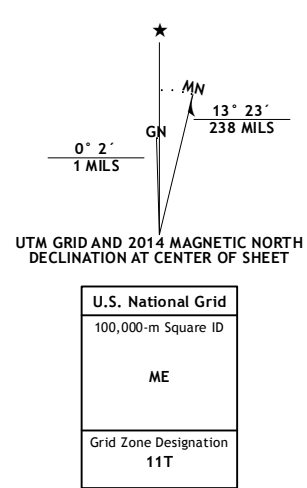 ★
MN
GN
13° 23´
238 MILS
0° 2´
1 MILS
UTM GRID AND 2014 MAGNETIC NORTH
DECLINATION AT CENTER OF SHEET
U.S. National Grid
100,000-m Square ID
ME
Grid Zone Designation
11T